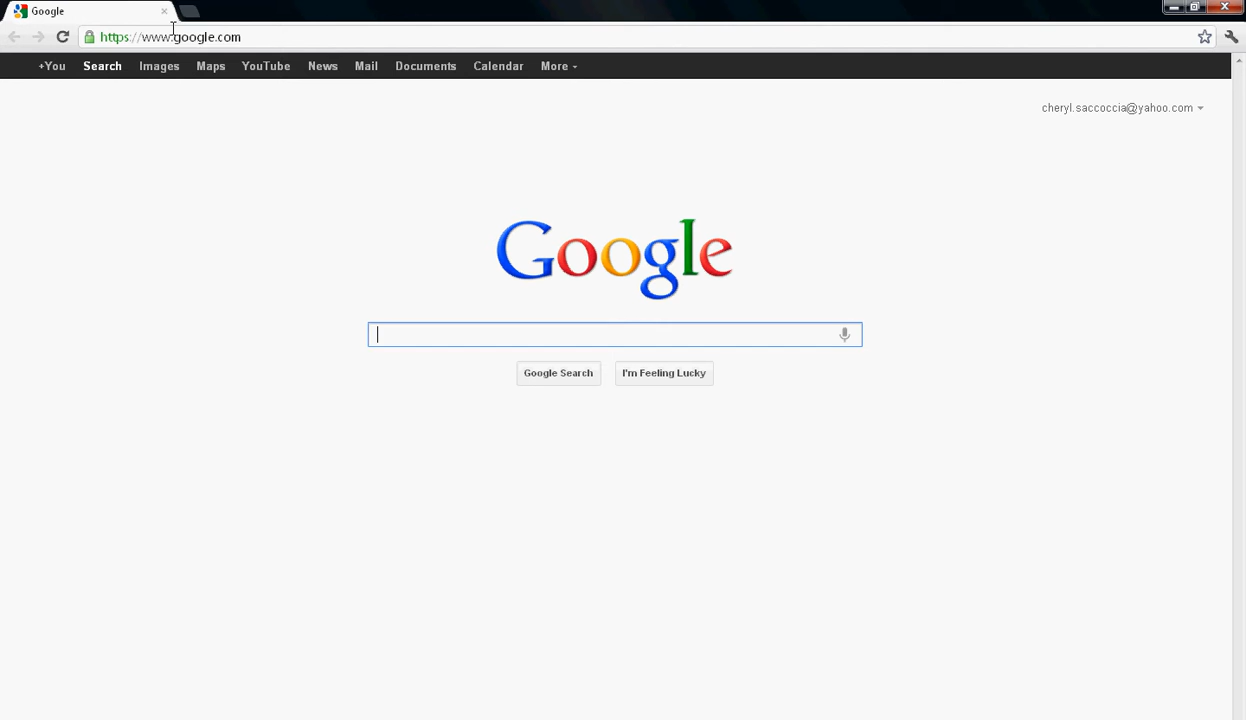 Google
https://www.google.com
+You Search Images Maps YouTube News Mail Documents Calendar More
cheryl.saccoccia@yahoo.com
Google
Google Search I'm Feeling Lucky